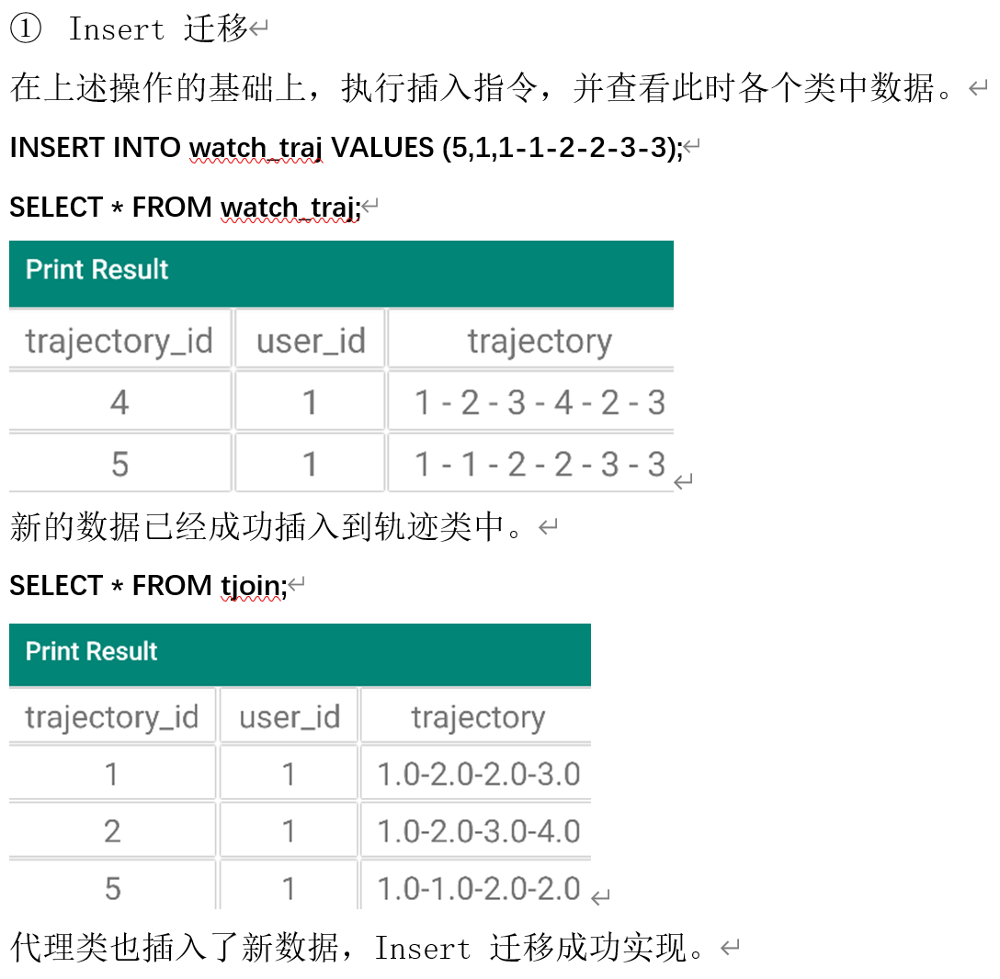 ① Insert 迁移
在上述操作的基础上，执行插入指令，并查看此时各个类中数据。
INSERT INTO watch_traj VALUES (5,1,1-1-2-2-3-3);
SELECT * FROM watch_traj;
Print Result
trajectory_id user_id trajectory
4 1 1 - 2 - 3 - 4 - 2 - 3
5 1 1 - 1 - 2 - 2 - 3 - 3
新的数据已经成功插入到轨迹类中。
SELECT * FROM tjoin;
Print Result
trajectory_id user_id trajectory
1 1 1.0-2.0-2.0-3.0
2 1 1.0-2.0-3.0-4.0
5 1 1.0-1.0-2.0-2.0
代理类也插入了新数据，Insert 迁移成功实现。